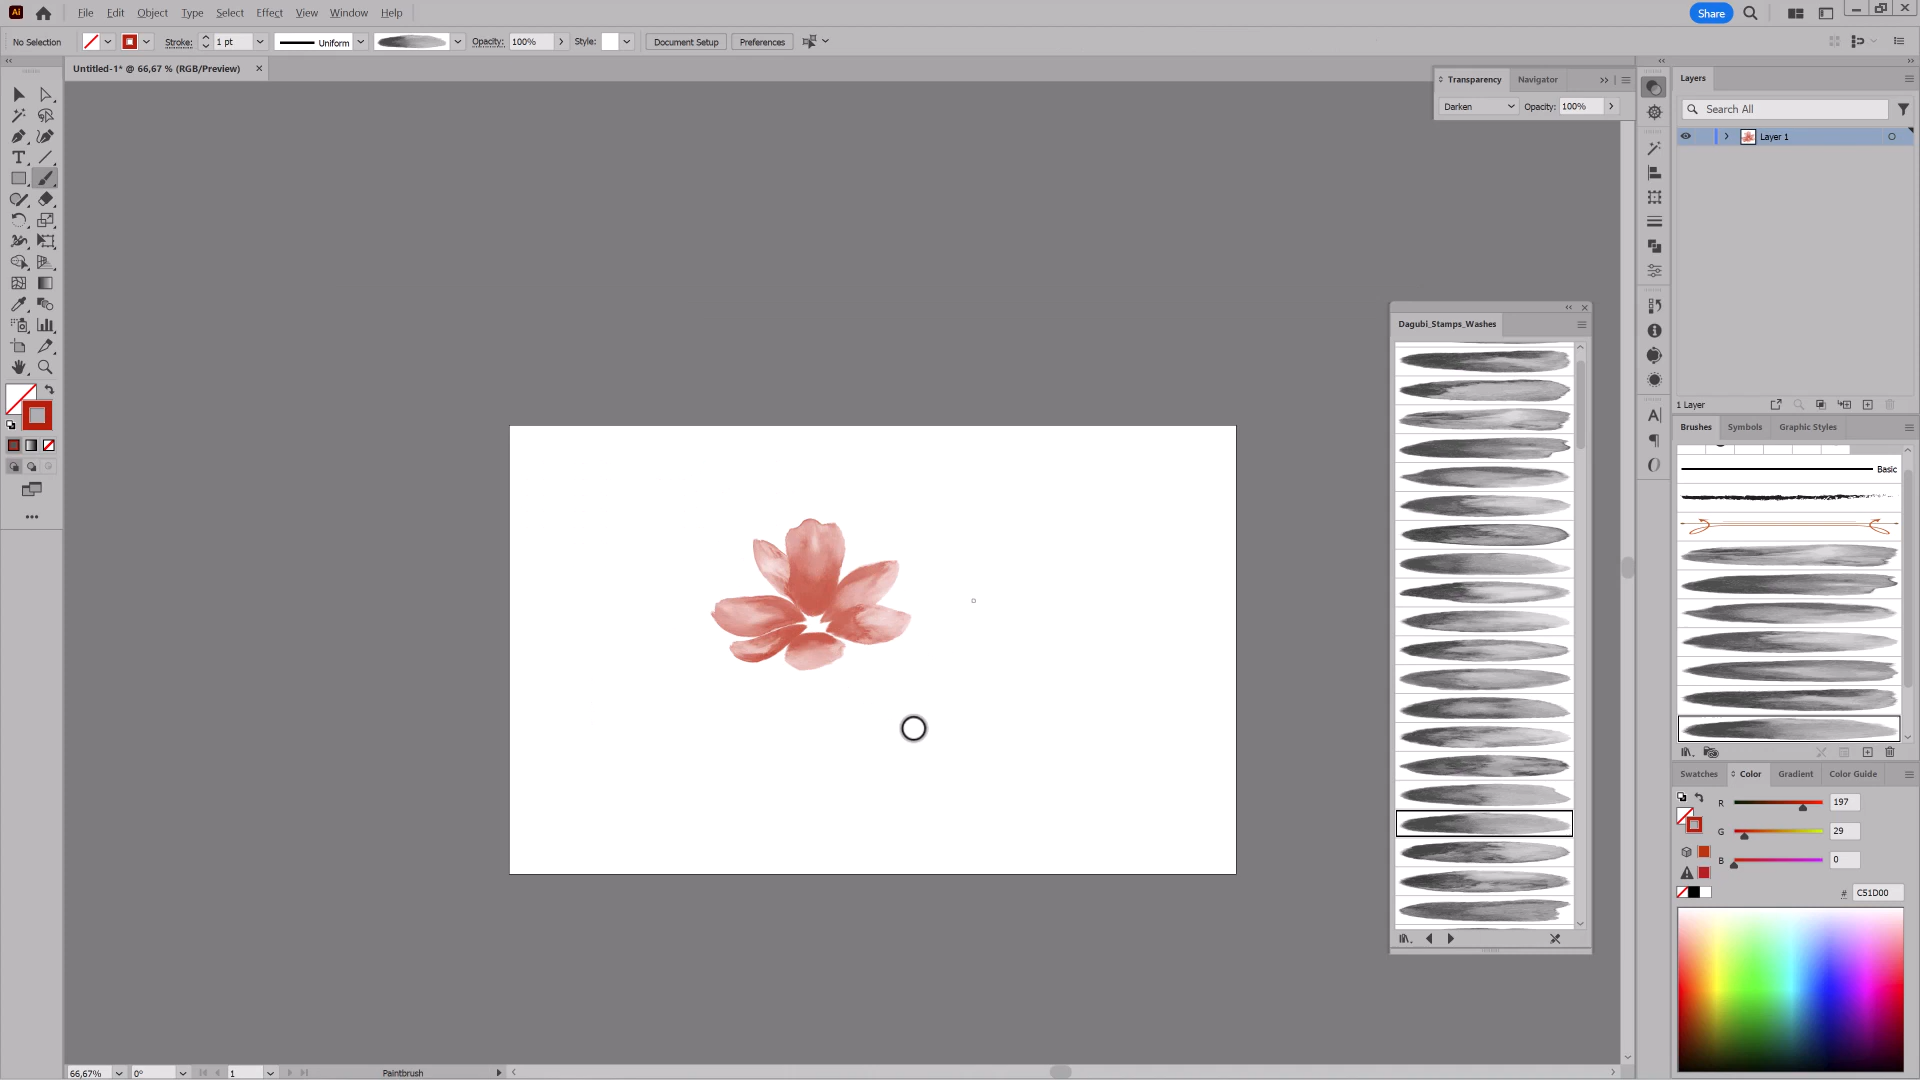 Ai File Edit Object Type Select Effect View Window Help Share
No Selection Stroke: 1 pt Uniform Opacity: 100% Style: Document Setup Preferences
Untitled-1* @ 66,67 % (RGB/Preview)
Transparency Navigator
Darken Opacity: 100%
Layers
Search All
Layer 1
1 Layer
Dagubi_Stamps_Washes
Brushes Symbols Graphic Styles
Basic
Swatches Color Gradient Color Guide
R 197
G 29
B 0
# C51D00
66,67% 0° 1 Paintbrush